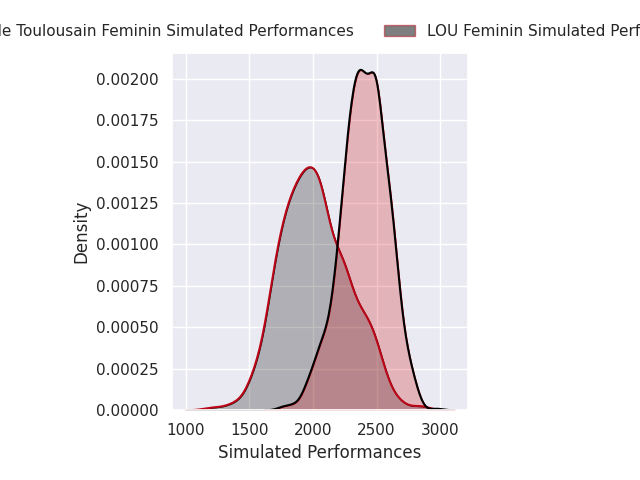 le Toulousain Feminin Simulated Performances
LOU Feminin Simulated Perf
0.00200
0.00175
0.00150
0.00125
0.00100
0.00075
0.00050
0.00025
0.00000
Density
1000 1500 2000 2500 3000
Simulated Performances